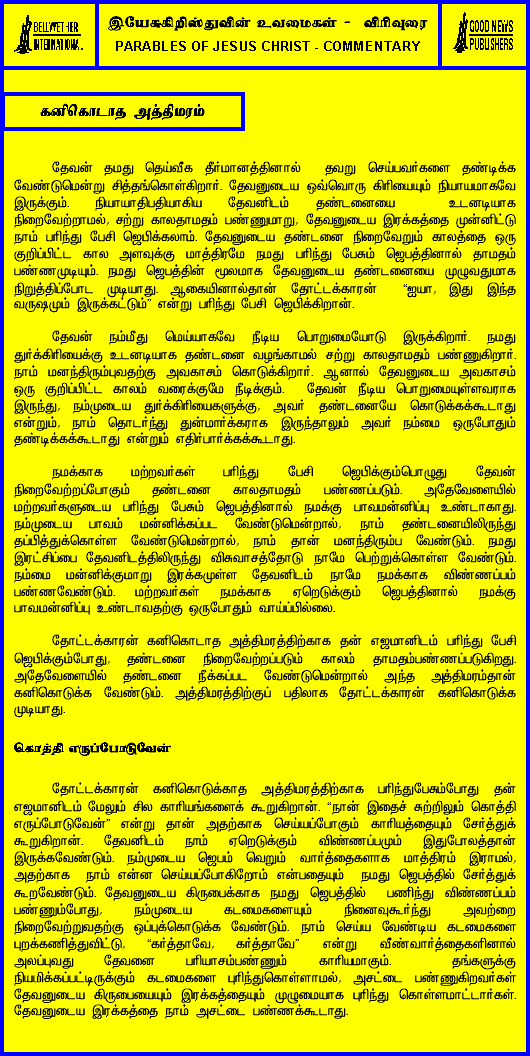 BELLWETHER
INTERNATIONAL
இயேசுகிறிஸ்துவின் உவமைகள் - விரிவுரை
PARABLES OF JESUS CHRIST - COMMENTARY
GOOD NEWS
PUBLISHERS
கனிகொடாத அத்திமரம்
தேவன் தமது தெய்வீக தீர்மானத்தினால் தவறு செய்பவர்களை தண்டிக்க
வேண்டுமென்று சித்தங்கொள்கிறார். தேவனுடைய ஒவ்வொரு கிரியையும் நியாயமாகவே
இருக்கும். நியாயாதிபதியாகிய தேவனிடம் தண்டனையை உடனடியாக
நிறைவேற்றாமல், சற்று காலதாமதம் பண்ணுமாறு, தேவனுடைய இரக்கத்தை முன்னிட்டு
நாம் பரிந்து பேசி ஜெபிக்கலாம். தேவனுடைய தண்டனை நிறைவேறும் காலத்தை ஒரு
குறிப்பிட்ட கால அளவுக்கு மாத்திரமே நமது பரிந்து பேசும் ஜெபத்தினால் தாமதம்
பண்ணமுடியும். நமது ஜெபத்தின் மூலமாக தேவனுடைய தண்டனையை முழுவதுமாக
நிறுத்திப்போட முடியாது. ஆகையினால்தான் தோட்டக்காரன் “ஐயா, இது இந்த
வருஷமும் இருக்கட்டும்” என்று பரிந்து பேசி ஜெபிக்கிறான்.
தேவன் நம்மீது மெய்யாகவே நீடிய பொறுமையோடு இருக்கிறார். நமது
துர்க்கிரியைக்கு உடனடியாக தண்டனை வழங்காமல் சற்று காலதாமதம் பண்ணுகிறார்.
நாம் மனந்திரும்புவதற்கு அவகாசம் கொடுக்கிறார். ஆனால் தேவனுடைய அவகாசம்
ஒரு குறிப்பிட்ட காலம் வரைக்குமே நீடிக்கும். தேவன் நீடிய பொறுமையுள்ளவராக
இருந்து, நம்முடைய துர்க்கிரியைகளுக்கு, அவர் தண்டனையே கொடுக்கக்கூடாது
என்றும், நாம் தொடர்ந்து துன்மார்க்கராக இருந்தாலும் அவர் நம்மை ஒருபோதும்
தண்டிக்கக்கூடாது என்றும் எதிர்பார்க்கக்கூடாது.
நமக்காக மற்றவர்கள் பரிந்து பேசி ஜெபிக்கும்பொழுது தேவன்
நிறைவேற்றப்போகும் தண்டனை காலதாமதம் பண்ணப்படும். அதேவேளையில்
மற்றவர்களுடைய பரிந்து பேசும் ஜெபத்தினால் நமக்கு பாவமன்னிப்பு உண்டாகாது.
நம்முடைய பாவம் மன்னிக்கப்பட வேண்டுமென்றால், நாம் தண்டனையிலிருந்து
தப்பித்துக்கொள்ள வேண்டுமென்றால், நாம் தான் மனந்திரும்ப வேண்டும். நமது
இரட்சிப்பை தேவனிடத்திலிருந்து விசுவாசத்தோடு நாமே பெற்றுக்கொள்ள வேண்டும்.
நம்மை மன்னிக்குமாறு இரக்கமுள்ள தேவனிடம் நாமே நமக்காக விண்ணப்பம்
பண்ணவேண்டும். மற்றவர்கள் நமக்காக ஏறெடுக்கும் ஜெபத்தினால் நமக்கு
பாவமன்னிப்பு உண்டாவதற்கு ஒருபோதும் வாய்ப்பில்லை.
தோட்டக்காரன் கனிகொடாத அத்திமரத்திற்காக தன் எஜமானிடம் பரிந்து பேசி
ஜெபிக்கும்போது, தண்டனை நிறைவேற்றப்படும் காலம் தாமதம்பண்ணப்படுகிறது.
அதேவேளையில் தண்டனை நீக்கப்பட வேண்டுமென்றால் அந்த அத்திமரம்தான்
கனிகொடுக்க வேண்டும். அத்திமரத்திற்குப் பதிலாக தோட்டக்காரன் கனிகொடுக்க
முடியாது.
கொத்தி எருப்போடுவேன்
தோட்டக்காரன் கனிகொடுக்காத அத்திமரத்திற்காக பரிந்துபேசும்போது தன்
எஜமானிடம் மேலும் சில காரியங்களைக் கூறுகிறான். “நான் இதைச் சுற்றிலும் கொத்தி
எருப்போடுவேன்” என்று தான் அதற்காக செய்யப்போகும் காரியத்தையும் சேர்த்துக்
கூறுகிறான். தேவனிடம் நாம் ஏறெடுக்கும் விண்ணப்பமும் இதுபோலத்தான்
இருக்கவேண்டும். நம்முடைய ஜெபம் வெறும் வார்த்தைகளாக மாத்திரம் இராமல்,
அதற்காக நாம் என்ன செய்யப்போகிறோம் என்பதையும் நமது ஜெபத்தில் சேர்த்துக்
கூறவேண்டும். தேவனுடைய கிருபைக்காக நமது ஜெபத்தில் பணிந்து விண்ணப்பம்
பண்ணும்போது, நம்முடைய கடமைகளையும் நினைவுகூர்ந்து அவற்றை
நிறைவேற்றுவதற்கு ஒப்புக்கொடுக்க வேண்டும். நாம் செய்ய வேண்டிய கடமைகளை
புறக்கணித்துவிட்டு, “கர்த்தாவே, கர்த்தாவே” என்று வீண்வார்த்தைகளினால்
அலப்புவது தேவனை பரியாசம்பண்ணும் காரியமாகும். தங்களுக்கு
நியமிக்கப்பட்டிருக்கும் கடமைகளை புரிந்துகொள்ளாமல், அசட்டை பண்ணுகிறவர்கள்
தேவனுடைய கிருபையையும் இரக்கத்தையும் முழுமையாக புரிந்து கொள்ளமாட்டார்கள்.
தேவனுடைய இரக்கத்தை நாம் அசட்டை பண்ணக்கூடாது.